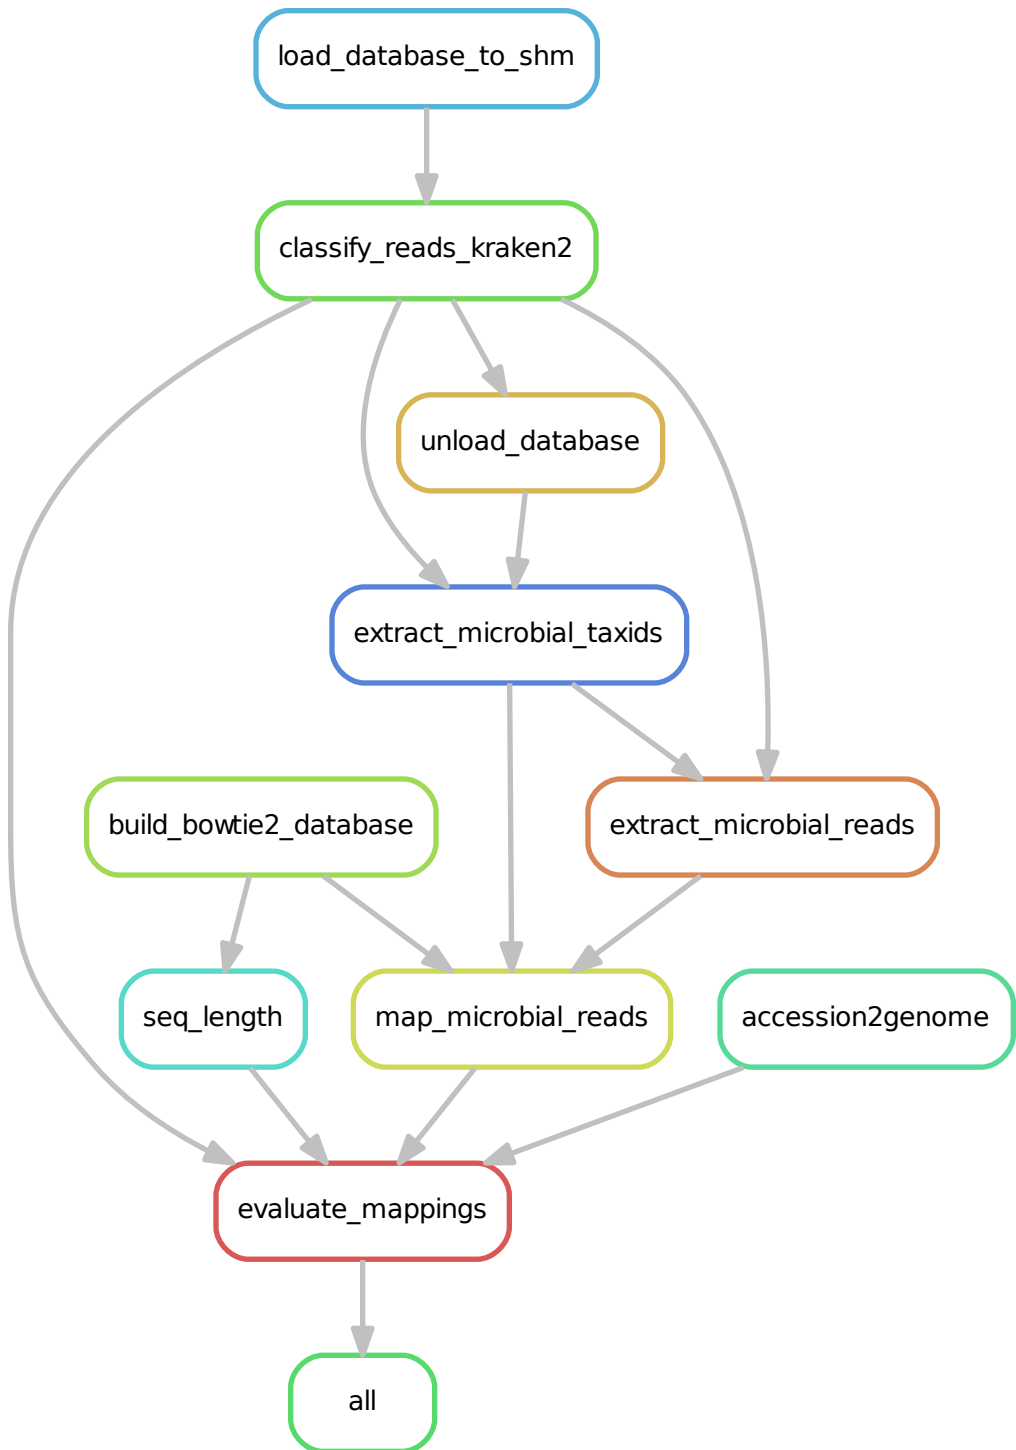 load_database_to_shm
classify_reads_kraken2
unload_database
extract_microbial_taxids
build_bowtie2_database
extract_microbial_reads
seq_length
map_microbial_reads
accession2genome
evaluate_mappings
all